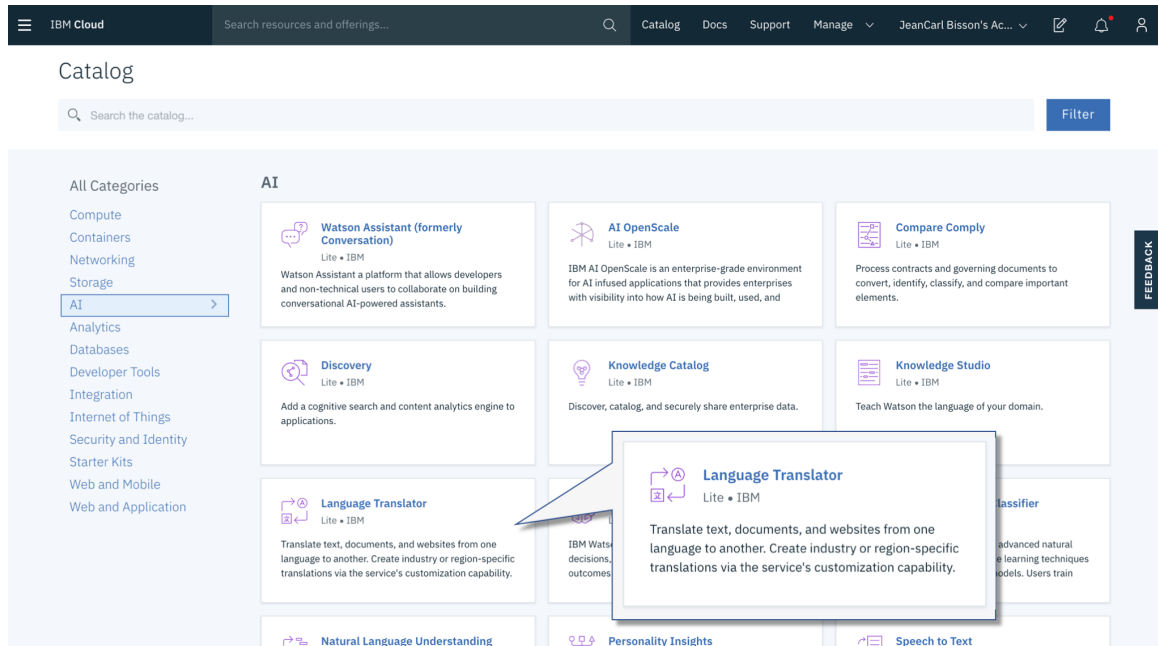 IBM Cloud
Search resources and offerings...
Catalog
Docs
Support
Manage
JeanCarl Bisson's Ac...
Catalog
Search the catalog...
Filter
FEEDBACK
All Categories
Compute
Containers
Networking
Storage
AI
Analytics
Databases
Developer Tools
Integration
Internet of Things
Security and Identity
Starter Kits
Web and Mobile
Web and Application
AI
Watson Assistant (formerly
Conversation)
Lite • IBM
Watson Assistant a platform that allows developers
and non-technical users to collaborate on building
conversational AI-powered assistants.
AI OpenScale
Lite • IBM
IBM AI OpenScale is an enterprise-grade environment
for AI infused applications that provides enterprises
with visibility into how AI is being built, used, and
Compare Comply
Lite • IBM
Process contracts and governing documents to
convert, identify, classify, and compare important
elements.
Discovery
Lite • IBM
Add a cognitive search and content analytics engine to
applications.
Knowledge Catalog
Lite • IBM
Discover, catalog, and securely share enterprise data.
Knowledge Studio
Lite • IBM
Teach Watson the language of your domain.
Language Translator
Lite • IBM
Translate text, documents, and websites from one
language to another. Create industry or region-specific
translations via the service's customization capability.
Language Translator
Lite • IBM
Translate text, documents, and websites from one
language to another. Create industry or region-specific
translations via the service's customization capability.
IBM
decisions,
outcomes
advanced natural
learning techniques
Users train
Natural Language Understanding
Personality Insights
Speech to Text